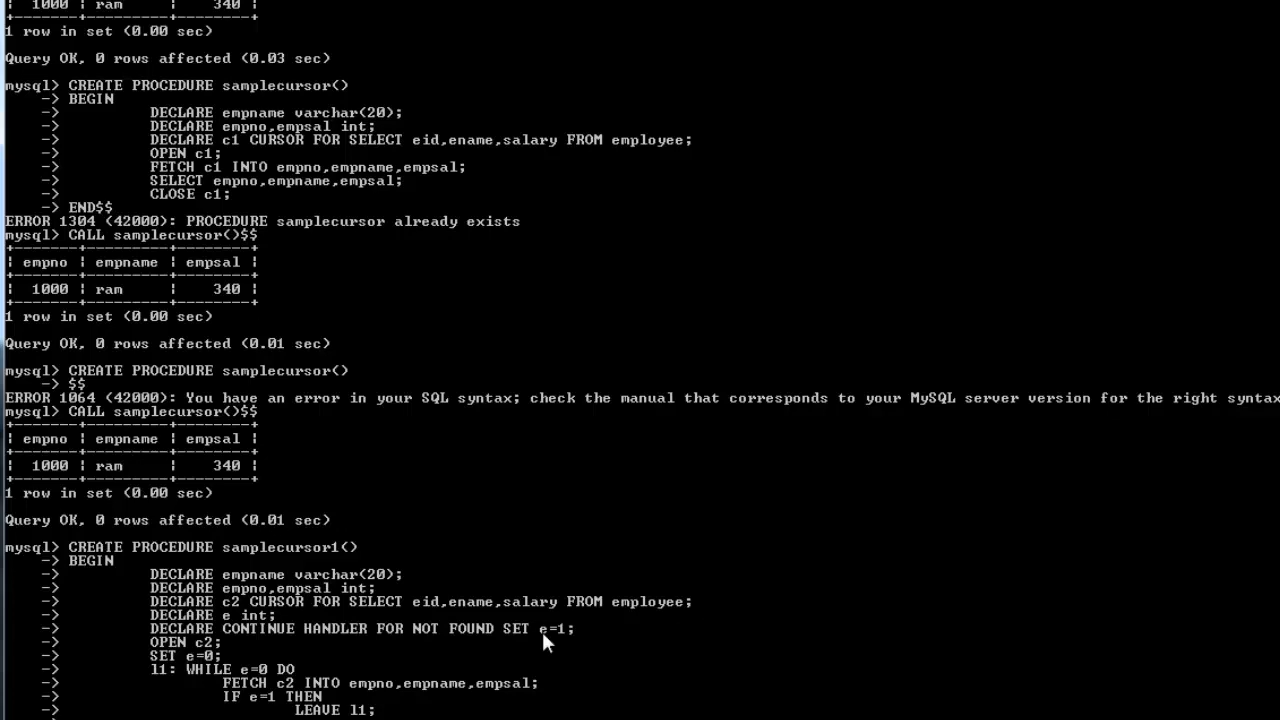 | 1000 | ram | 340 |
+-------+---------+--------+
1 row in set (0.00 sec)
Query OK, 0 rows affected (0.03 sec)
mysql> CREATE PROCEDURE samplecursor()
-> BEGIN
-> DECLARE empname varchar(20);
-> DECLARE empno,empsal int;
-> DECLARE c1 CURSOR FOR SELECT eid,ename,salary FROM employee;
-> OPEN c1;
-> FETCH c1 INTO empno,empname,empsal;
-> SELECT empno,empname,empsal;
-> CLOSE c1;
-> END$$
ERROR 1304 (42000): PROCEDURE samplecursor already exists
mysql> CALL samplecursor()$$
+-------+---------+--------+
| empno | empname | empsal |
+-------+---------+--------+
| 1000 | ram | 340 |
+-------+---------+--------+
1 row in set (0.00 sec)
Query OK, 0 rows affected (0.01 sec)
mysql> CREATE PROCEDURE samplecursor()
-> $$
ERROR 1064 (42000): You have an error in your SQL syntax; check the manual that corresponds to your MySQL server version for the right syntax
mysql> CALL samplecursor()$$
+-------+---------+--------+
| empno | empname | empsal |
+-------+---------+--------+
| 1000 | ram | 340 |
+-------+---------+--------+
1 row in set (0.00 sec)
Query OK, 0 rows affected (0.01 sec)
mysql> CREATE PROCEDURE samplecursor1()
-> BEGIN
-> DECLARE empname varchar(20);
-> DECLARE empno,empsal int;
-> DECLARE c2 CURSOR FOR SELECT eid,ename,salary FROM employee;
-> DECLARE e int;
-> DECLARE CONTINUE HANDLER FOR NOT FOUND SET e=1;
-> OPEN c2;
-> SET e=0;
-> l1: WHILE e=0 DO
-> FETCH c2 INTO empno,empname,empsal;
-> IF e=1 THEN
-> LEAVE l1;